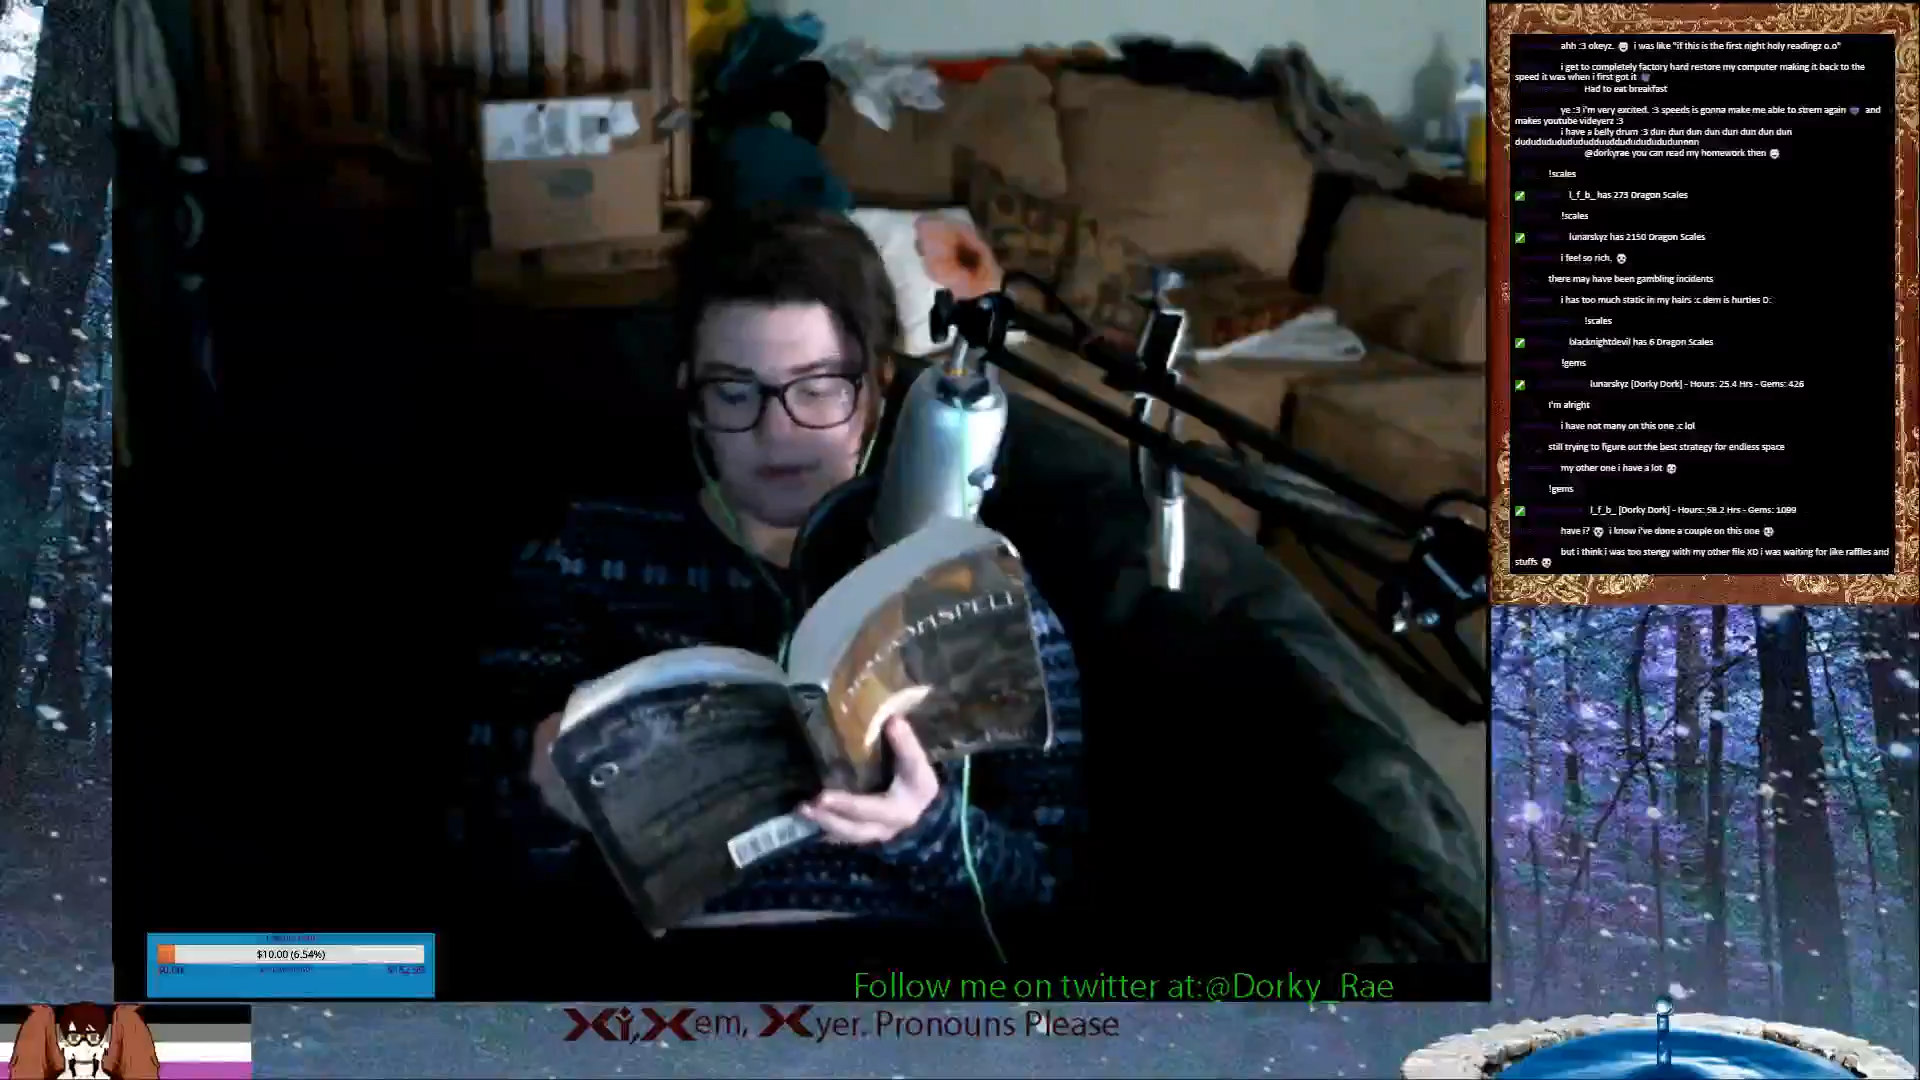 ahh :3 okeyz. i was like "if this is the first night holy readingz o.o"
i get to completely factory hard restore my computer making it back to the
speed it was when i first got it
Had to eat breakfast
ye :3 i'm very excited. :3 speeds is gonna make me able to strem again and
makes youtube videyerz :3
i have a belly drum :3 dun dun dun dun dun dun dun dun
@dorkyrae you can read my homework then
!scales
l_f_b_ has 273 Dragon Scales
!scales
lunarskyz has 2150 Dragon Scales
i feel so rich.
there may have been gambling incidents
i has too much static in my hairs :c dem is hurties D:
!scales
blacknightdevil has 6 Dragon Scales
!gems
lunarskyz [Dorky Dork] - Hours: 25.4 Hrs - Gems: 426
I'm alright
i have not many on this one :c lol
still trying to figure out the best strategy for endless space
my other one i have a lot
!gems
l_f_b_ [Dorky Dork] - Hours: 58.2 Hrs - Gems: 1099
have i? i know i've done a couple on this one
but i think i was too stengy with my other file XD i was waiting for like raffles and
stuffs
$10.00 (6.54%)
Follow me on twitter at:@Dorky_Rae
Xi,Xem, Xyer. Pronouns Please